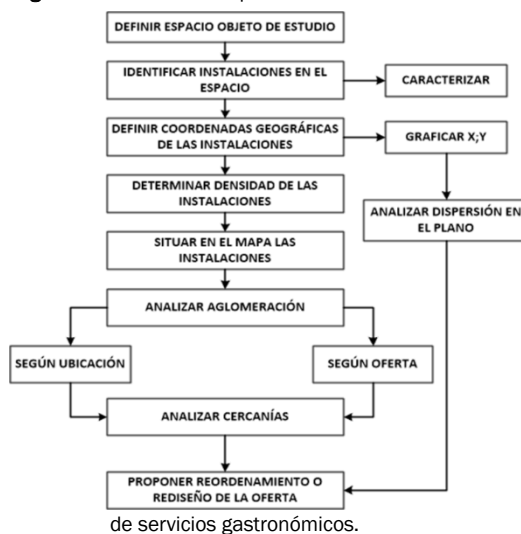 DEFINIR ESPACIO OBJETO DE ESTUDIO
IDENTIFICAR INSTALACIONES EN EL
ESPACIO
CARACTERIZAR
DEFINIR COORDENADAS GEOGRÁFICAS
DE LAS INSTALACIONES
GRAFICAR X;Y
DETERMINAR DENSIDAD DE LAS
INSTALACIONES
ANALIZAR DISPERSIÓN EN
EL PLANO
SITUAR EN EL MAPA LAS
INSTALACIONES
ANALIZAR AGLOMERACIÓN
SEGÚN UBICACIÓN
SEGÚN OFERTA
ANALIZAR CERCANÍAS
PROPONER REORDENAMIENTO O
REDISEÑO DE LA OFERTA
de servicios gastronómicos.